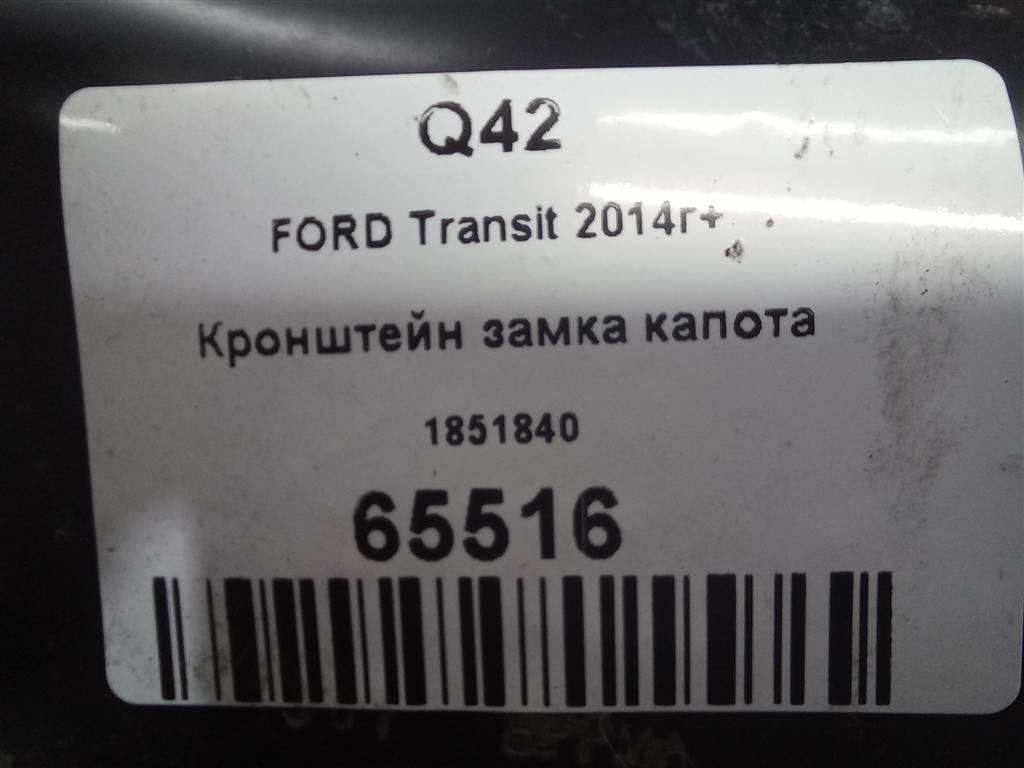 Q42
FORD Transit 2014г+
Кронштейн замка капота
1851840
65516